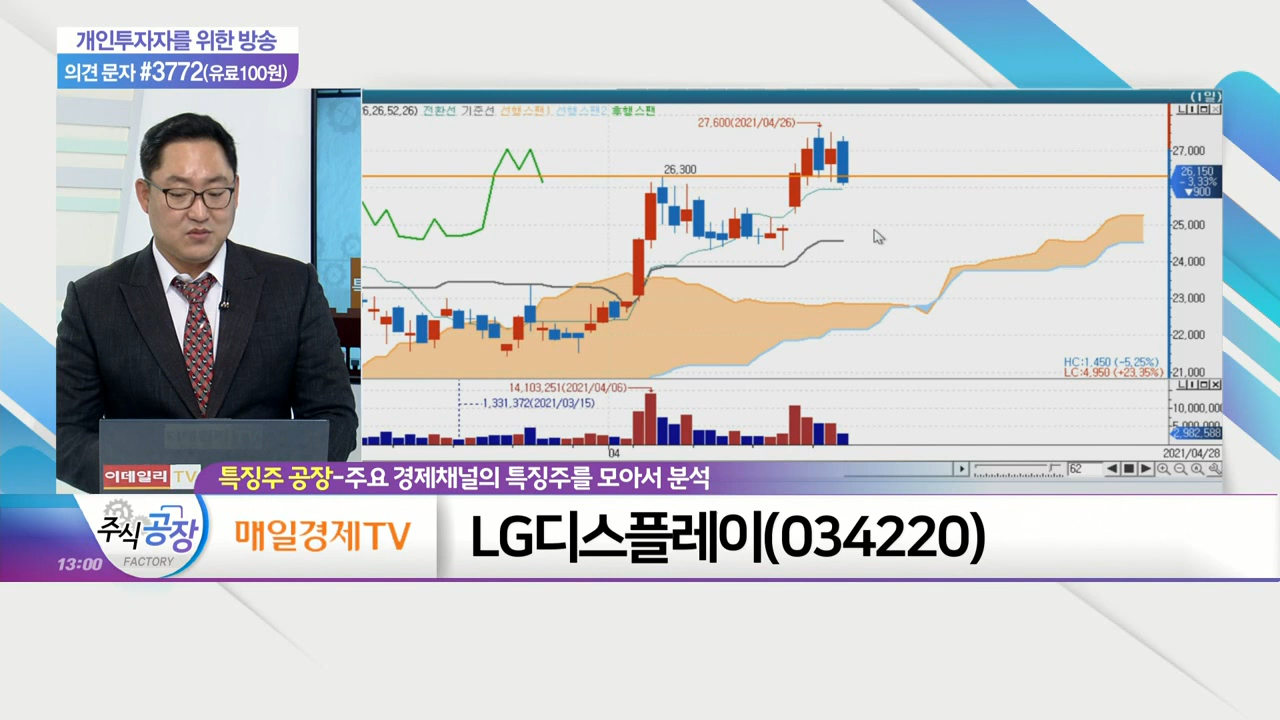 개인투자자를 위한 방송
의견 문자 #3772(유료100원)
(1일)
26,52,26) 전환선 기준선 선행스팬1 선행스팬2 후행스팬
27,600(2021/04/26)
26,300
27,000
26,150
-3.33%
▼900
25,000
24,000
23,000
22,000
21,000
HC:1,450 (-5,25%)
LC:4,950 (+23,35%)
14,103,251(2021/04/06)
1,331,372(2021/03/15)
10,000,000
5,000,000
2,982,588
04
2021/04/28
62
이데일리 TV
특징주 공장-주요 경제채널의 특징주를 모아서 분석
주식공장
FACTORY
13:00
매일경제TV
LG디스플레이(034220)